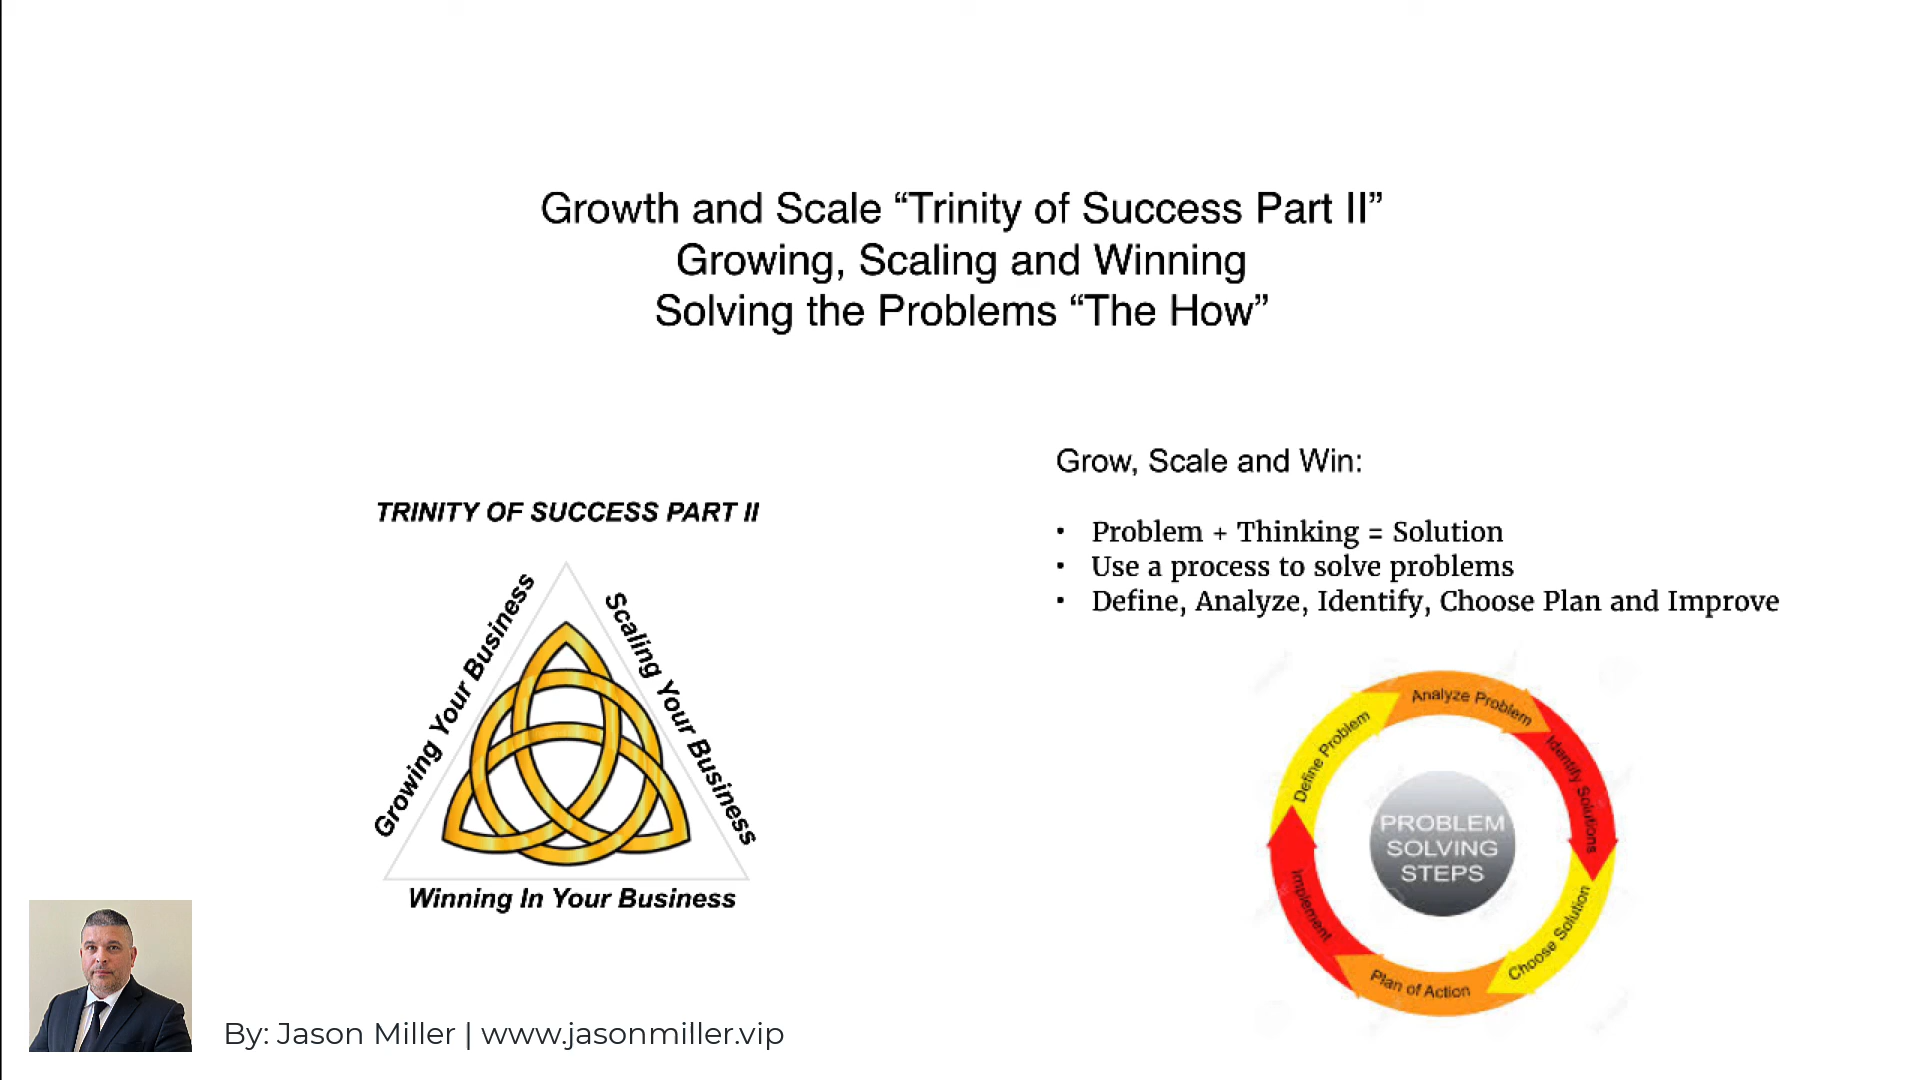 Growth and Scale “Trinity of Success Part II”
Growing, Scaling and Winning
Solving the Problems “The How”
TRINITY OF SUCCESS PART II
Growing Your Business
Scaling Your Business
Winning In Your Business
Grow, Scale and Win:
• Problem + Thinking = Solution
• Use a process to solve problems
• Define, Analyze, Identify, Choose Plan and Improve
Define Problem
Analyze Problem
Identify Solutions
Choose Solution
Plan of Action
Implement
PROBLEM
SOLVING
STEPS
By: Jason Miller | www.jasonmiller.vip